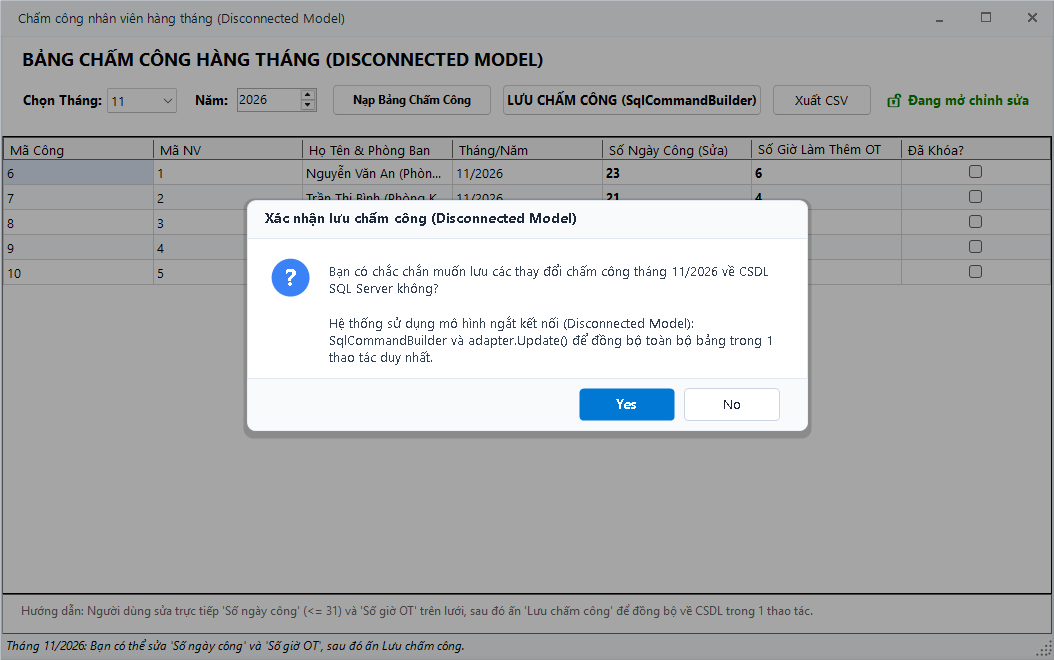 Chấm công nhân viên hàng tháng (Disconnected Model)
BẢNG CHẤM CÔNG HÀNG THÁNG (DISCONNECTED MODEL)
Chọn Tháng: 11 Năm: 2026 Nạp Bảng Chấm Công LƯU CHẤM CÔNG (SqlCommandBuilder) Xuất CSV Đang mở chỉnh sửa
Mã Công Mã NV Họ Tên & Phòng Ban Tháng/Năm Số Ngày Công (Sửa) Số Giờ Làm Thêm OT Đã Khóa?
6 1 Nguyễn Văn An (Phòn... 11/2026 23 6
7 2 Trần Thị Bình (Phòng K... 11/2026 21 4
8 3
9 4
10 5
Xác nhận lưu chấm công (Disconnected Model)
?
Bạn có chắc chắn muốn lưu các thay đổi chấm công tháng 11/2026 về CSDL
SQL Server không?
Hệ thống sử dụng mô hình ngắt kết nối (Disconnected Model):
SqlCommandBuilder và adapter.Update() để đồng bộ toàn bộ bảng trong 1
thao tác duy nhất.
Yes No
Hướng dẫn: Người dùng sửa trực tiếp 'Số ngày công' (<= 31) và 'Số giờ OT' trên lưới, sau đó ấn 'Lưu chấm công' để đồng bộ về CSDL trong 1 thao tác.
Tháng 11/2026: Bạn có thể sửa 'Số ngày công' và 'Số giờ OT', sau đó ấn Lưu chấm công.